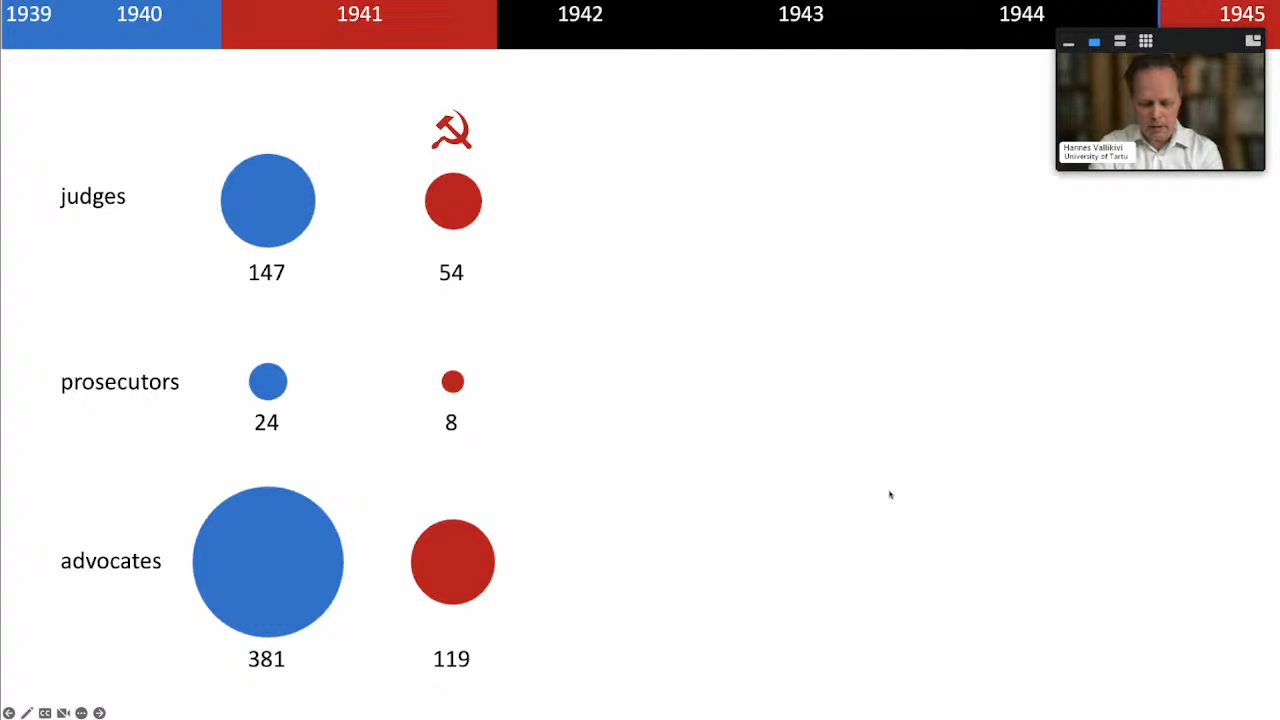 1939 1940 1941 1942 1943 1944 1945
Hannes Vallikivi
University of Tartu
judges
147 54
prosecutors
24 8
advocates
381 119
CC